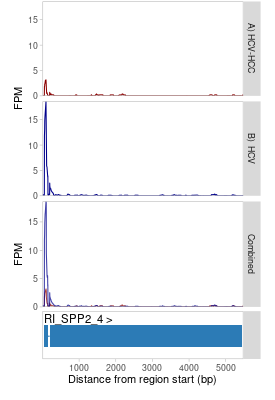 15
10
5
0
FPM
A) HCV-HCC
15
10
5
0
B) HCV
15
10
5
0
FPM
Combined
RI_SPP2_4 >
1000 2000 3000 4000 5000
Distance from region start (bp)